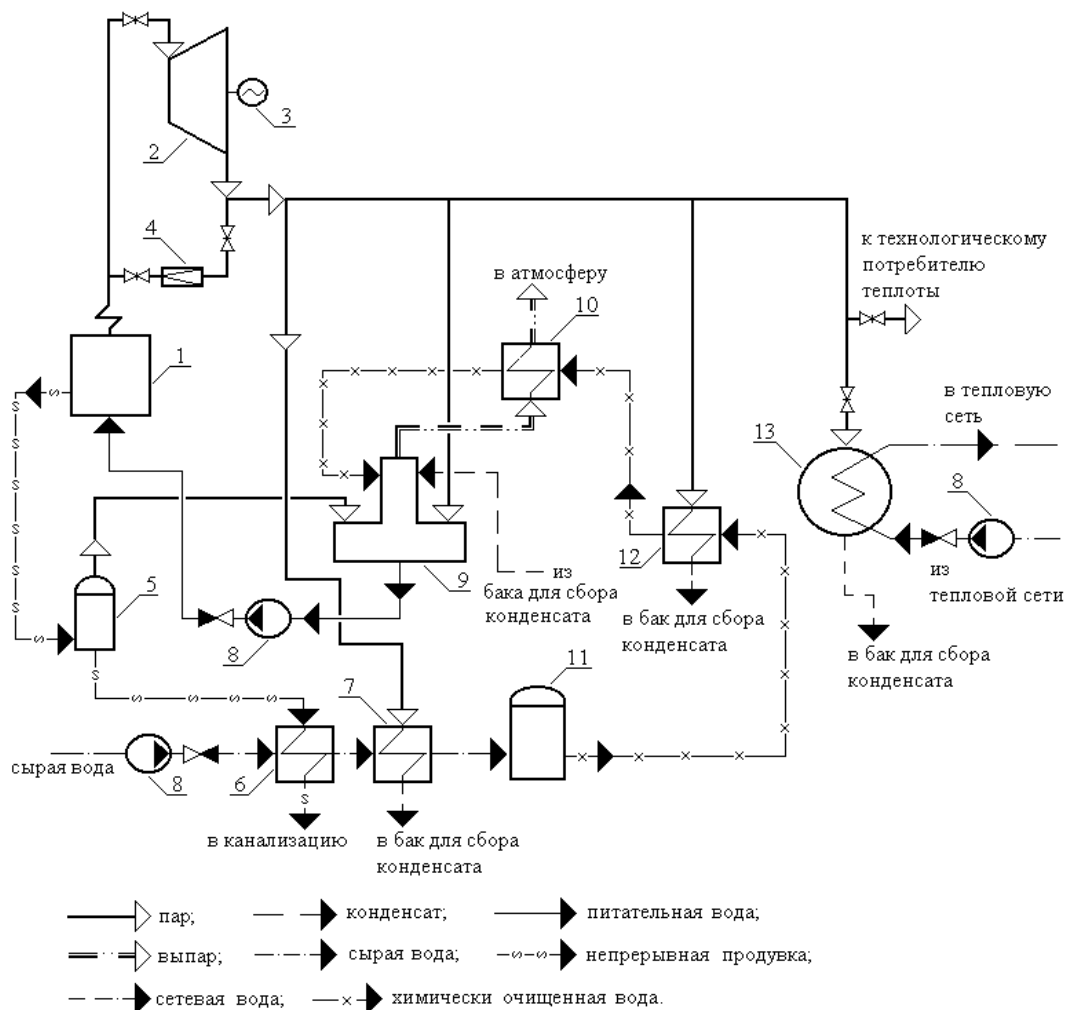 3
2
4
к технологическому
потребителю
теплоты
в атмосферу
10
1
в тепловую
сеть
13
8
12
9
из
бака для сбора
конденсата
5
8
из
тепловой сети
в бак для сбора
конденсата
в бак для сбора
конденсата
11
7
сырая вода
8
6
в канализацию
в бак для сбора
конденсата
пар;
конденсат;
питательная вода;
выпар;
сырая вода;
непрерывная продувка;
сетевая вода;
химически очищенная вода.